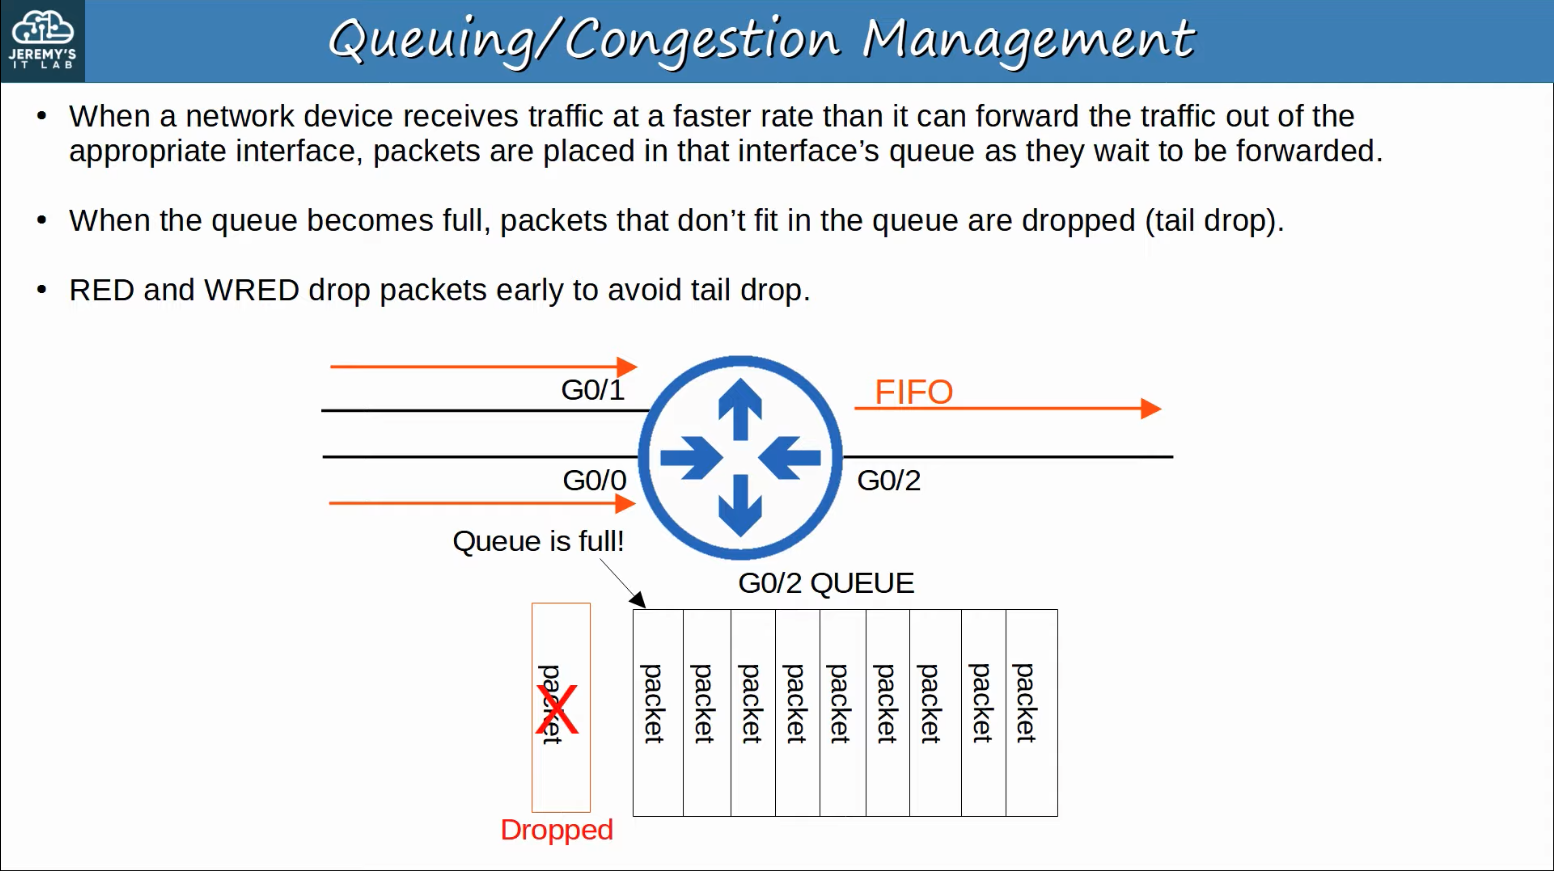 JEREMY'S
IT LAB
Queuing/Congestion Management
• When a network device receives traffic at a faster rate than it can forward the traffic out of the
appropriate interface, packets are placed in that interface’s queue as they wait to be forwarded.
• When the queue becomes full, packets that don’t fit in the queue are dropped (tail drop).
• RED and WRED drop packets early to avoid tail drop.
G0/1
FIFO
G0/0
G0/2
Queue is full!
G0/2 QUEUE
packet
X
packet
packet
packet
packet
packet
packet
packet
packet
packet
Dropped